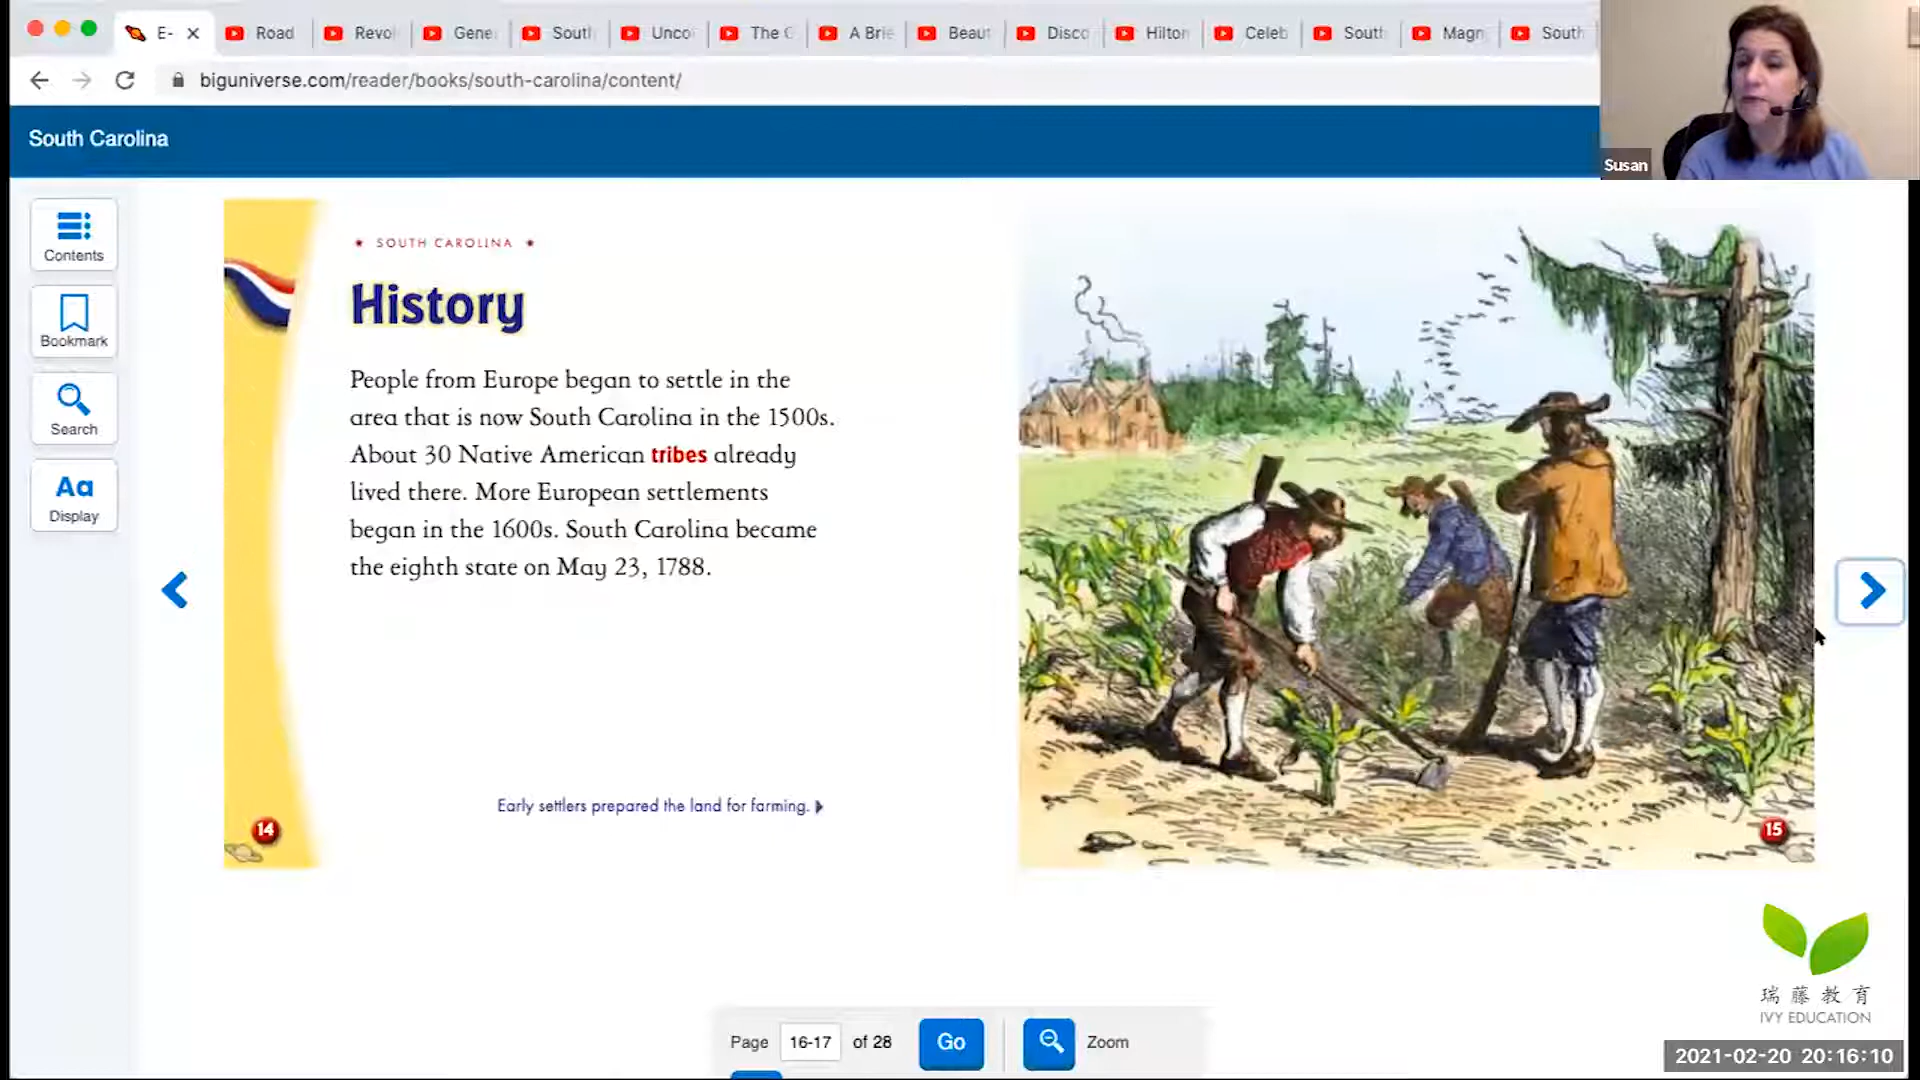 E-
Road
Revo
Gene
South
Unco
The C
A Brie
Beaut
Disco
Hilton
Celeb
South
Magn
South
biguniverse.com/reader/books/south-carolina/content/
Susan
South Carolina
Contents
Bookmark
Search
Aa
Display
★ SOUTH CAROLINA ★
History
People from Europe began to settle in the
area that is now South Carolina in the 1500s.
About 30 Native American tribes already
lived there. More European settlements
began in the 1600s. South Carolina became
the eighth state on May 23, 1788.
Early settlers prepared the land for farming.
14
15
瑞藤教育
IVY EDUCATION
Page 16-17 of 28 Go Zoom
2021-02-20 20:16:10